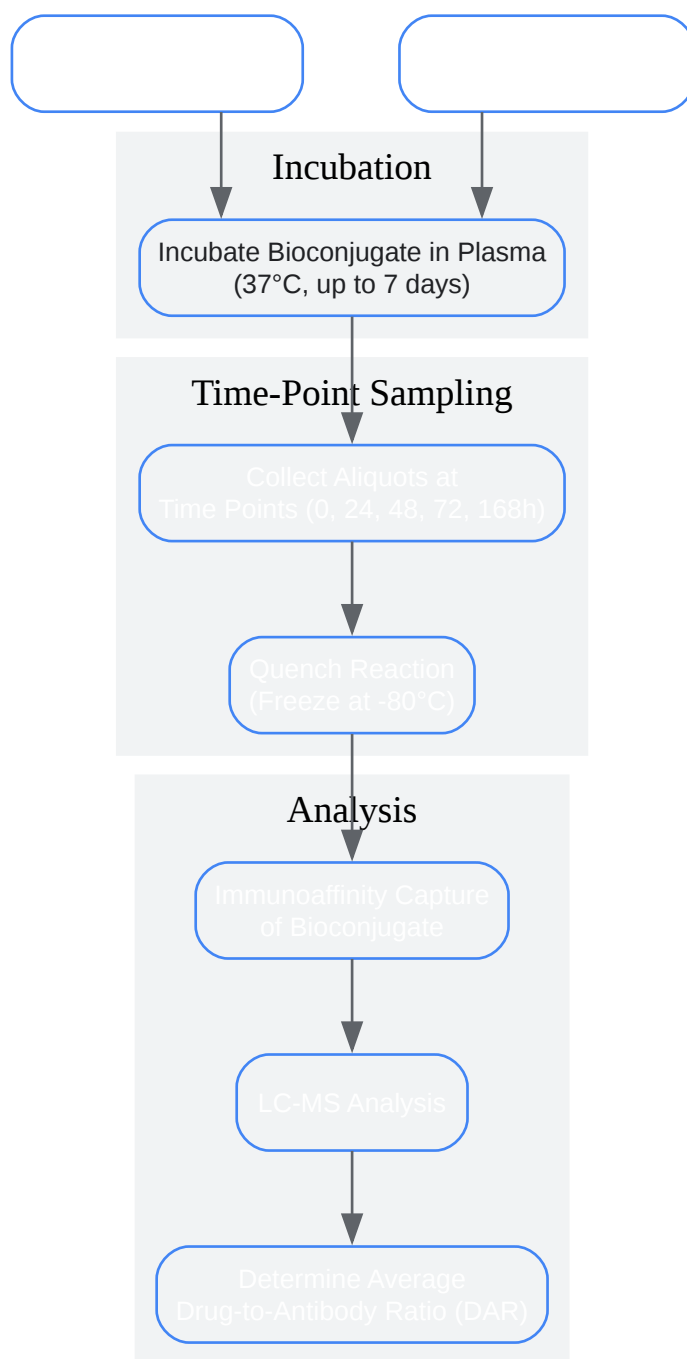 Incubation
Incubate Bioconjugate in Plasma
(37°C, up to 7 days)
Time-Point Sampling
Collect Aliquots at
Time Points (0, 24, 48, 72, 168h)
Quench Reaction
(Freeze at -80°C)
Analysis
Immunoaffinity Capture
of Bioconjugate
LC-MS Analysis
Determine Average
Drug-to-Antibody Ratio (DAR)